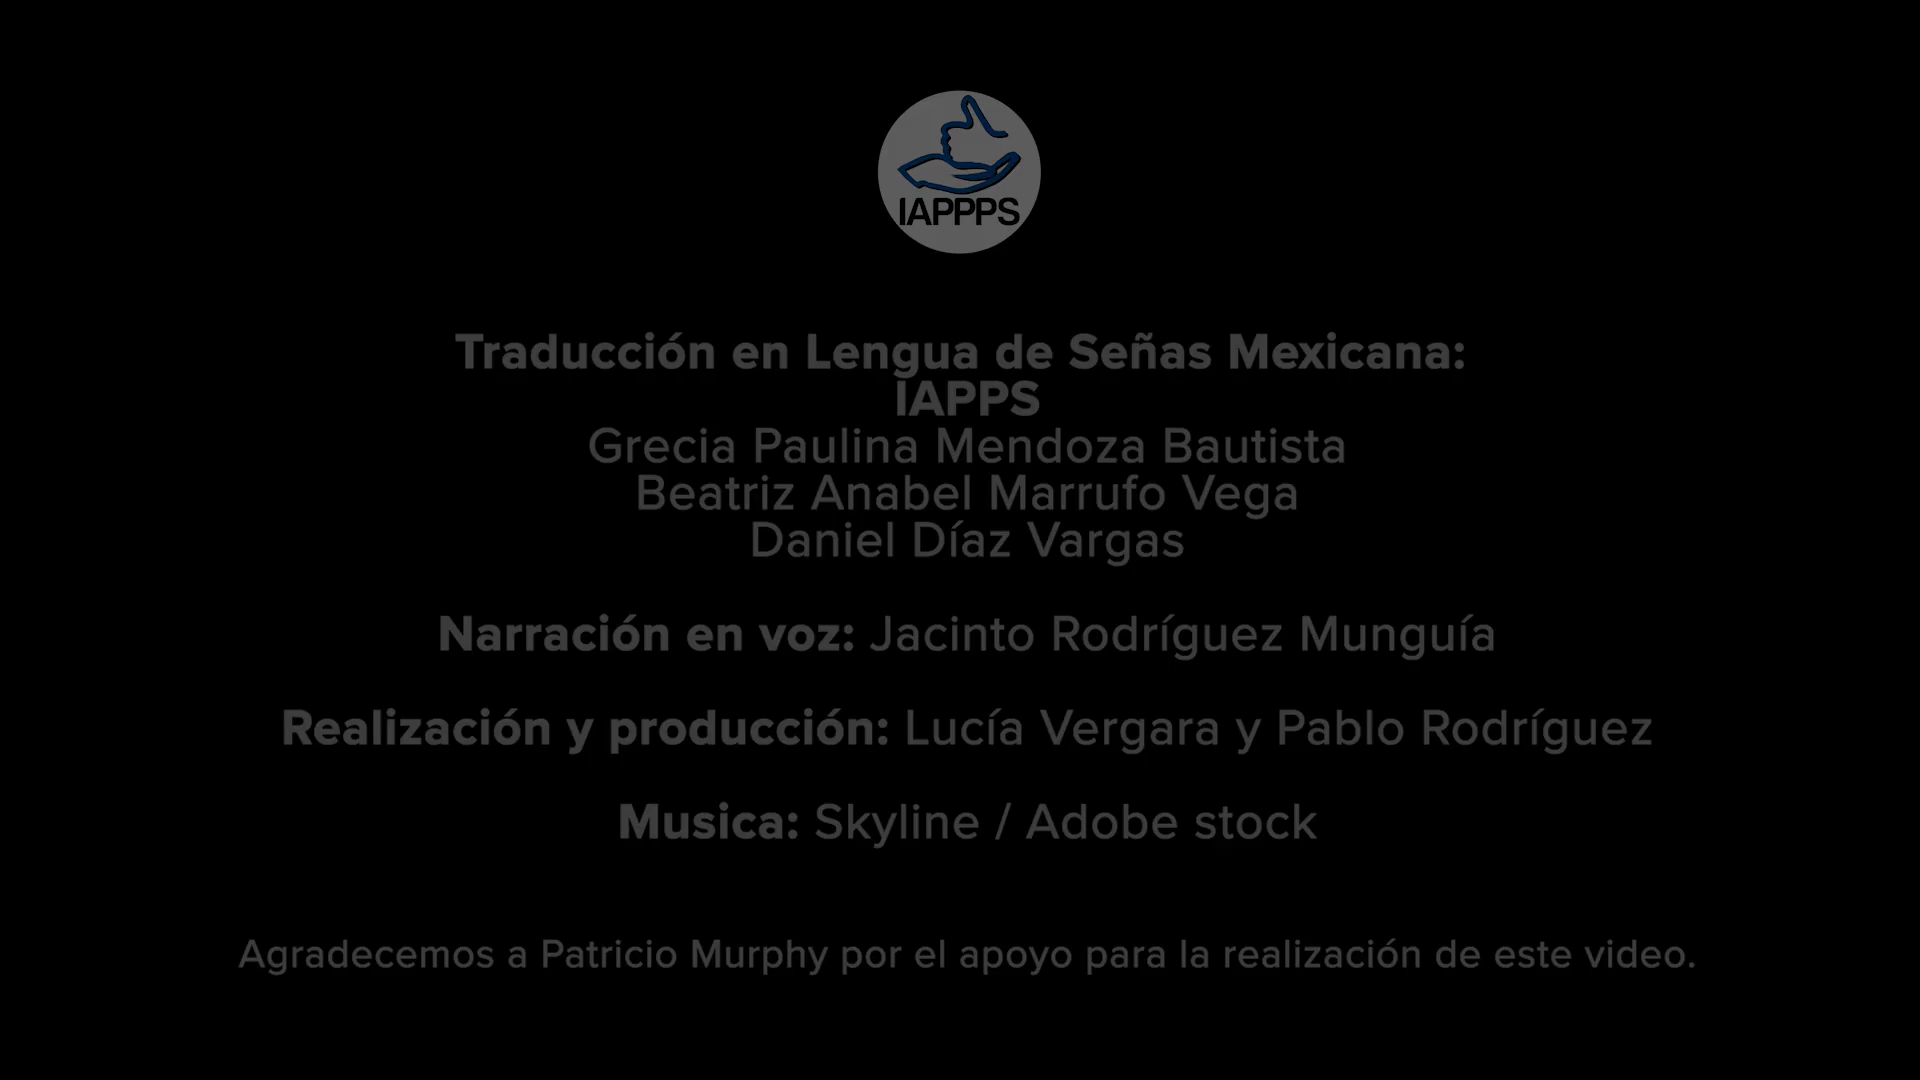 IAPPPS
Traducción en Lengua de Señas Mexicana:
IAPPS
Grecia Paulina Mendoza Bautista
Beatriz Anabel Marrufo Vega
Daniel Díaz Vargas
Narración en voz: Jacinto Rodríguez Munguía
Realización y producción: Lucía Vergara y Pablo Rodríguez
Musica: Skyline / Adobe stock
Agradecemos a Patricio Murphy por el apoyo para la realización de este video.